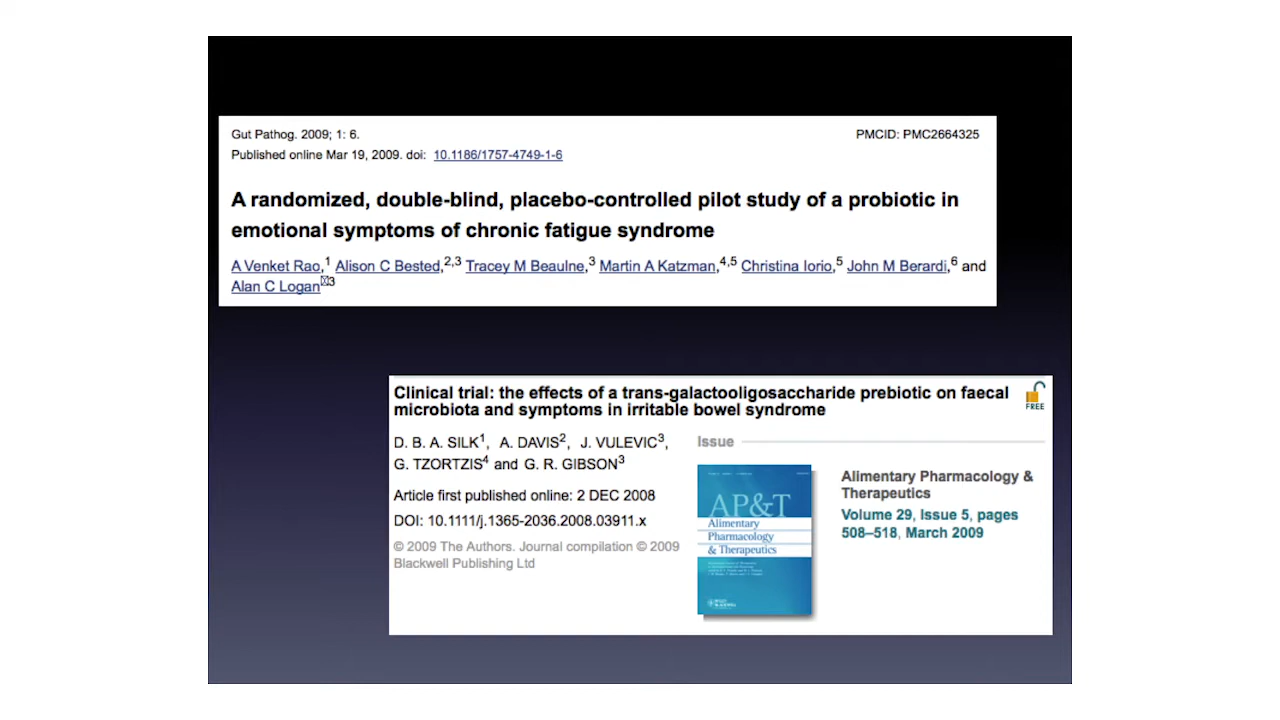 Gut Pathog. 2009; 1: 6.
PMCID: PMC2664325
Published online Mar 19, 2009. doi: 10.1186/1757-4749-1-6
A randomized, double-blind, placebo-controlled pilot study of a probiotic in
emotional symptoms of chronic fatigue syndrome
A Venket Rao,1 Alison C Bested,2,3 Tracey M Beaulne,3 Martin A Katzman,4,5 Christina Iorio,5 John M Berardi,6 and
Alan C Logan3
Clinical trial: the effects of a trans-galactooligosaccharide prebiotic on faecal
microbiota and symptoms in irritable bowel syndrome
FREE
D. B. A. SILK1, A. DAVIS2, J. VULEVIC3,
G. TZORTZIS4 and G. R. GIBSON3
Article first published online: 2 DEC 2008
DOI: 10.1111/j.1365-2036.2008.03911.x
© 2009 The Authors. Journal compilation © 2009
Blackwell Publishing Ltd
Issue
AP&T
Alimentary
Pharmacology
& Therapeutics
Alimentary Pharmacology &
Therapeutics
Volume 29, Issue 5, pages
508–518, March 2009